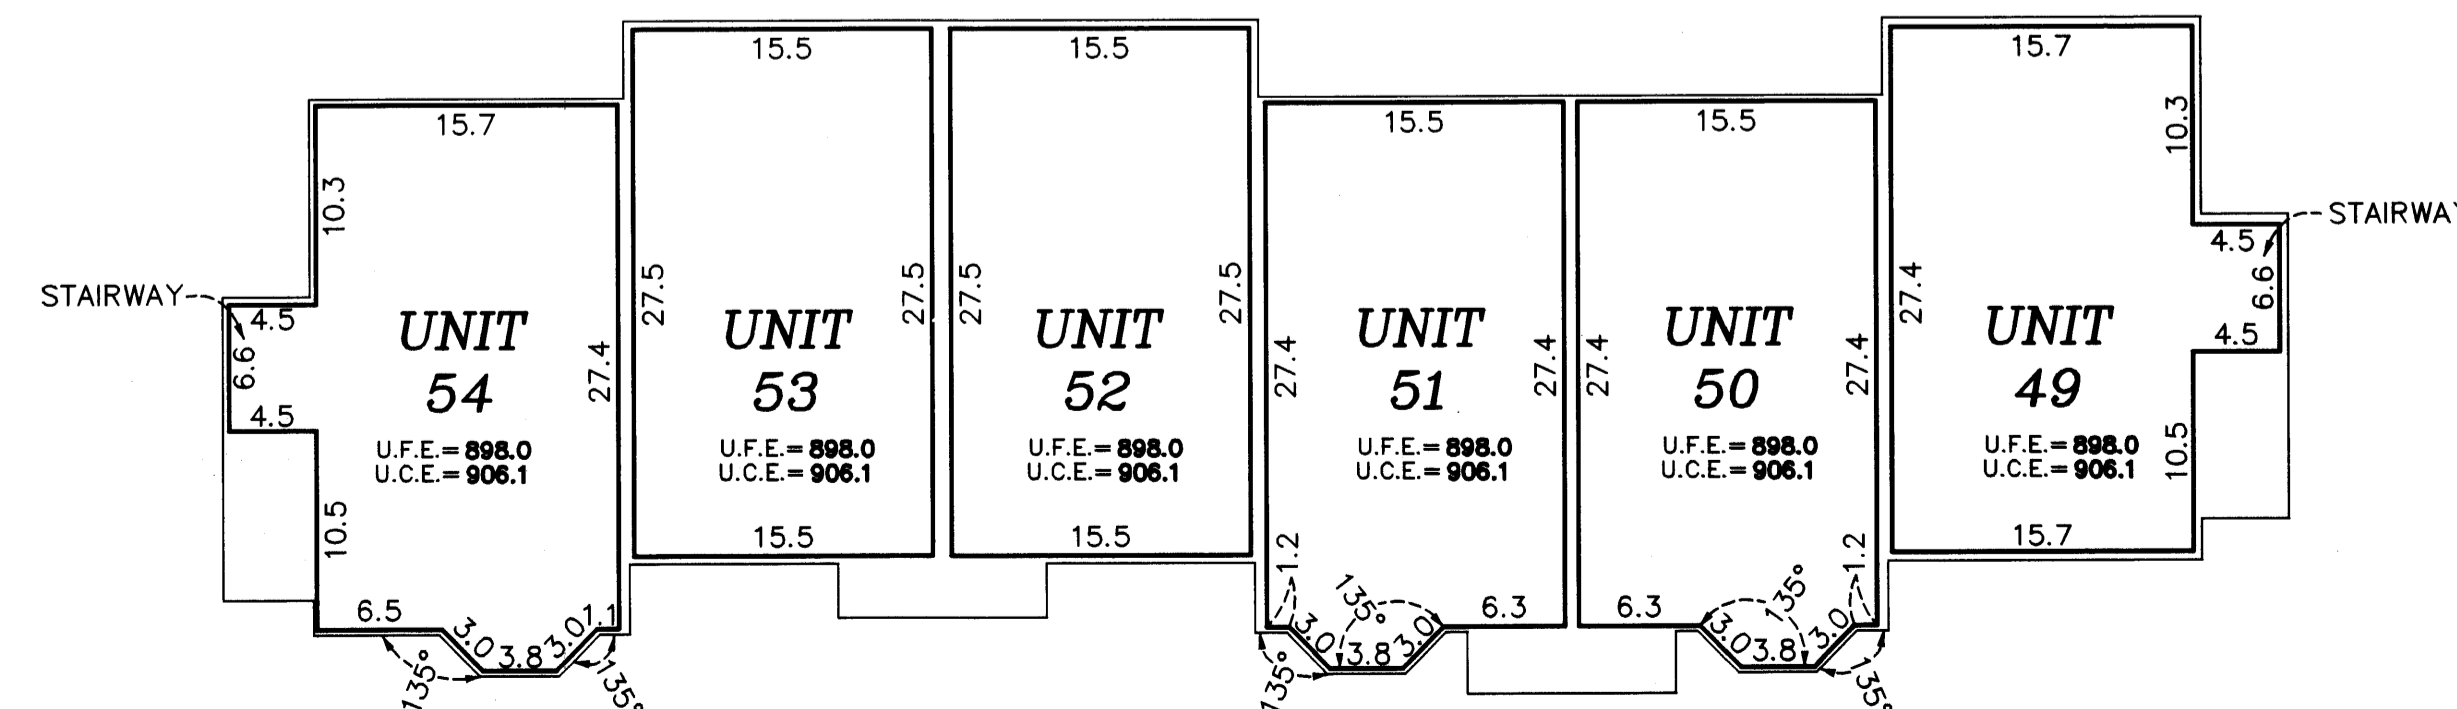 15.7
10.3
STAIRWAY
4.5
6.6
4.5
10.5
27.4
UNIT
54
U.F.E.= 898.0
U.C.E.= 906.1
6.5
3.0
3.8
3.0
1.1
135°
135°
15.5
27.5
27.5
UNIT
53
U.F.E.= 898.0
U.C.E.= 906.1
15.5
15.5
27.5
27.5
UNIT
52
U.F.E.= 898.0
U.C.E.= 906.1
15.5
15.5
27.4
27.4
UNIT
51
U.F.E.= 898.0
U.C.E.= 906.1
1.2
135°
6.3
3.0
3.8
3.0
135°
15.5
27.4
27.4
UNIT
50
U.F.E.= 898.0
U.C.E.= 906.1
1.2
135°
6.3
3.0
3.8
3.0
135°
15.7
10.3
STAIRWAY
4.5
6.6
4.5
27.4
UNIT
49
U.F.E.= 898.0
U.C.E.= 906.1
10.5
15.7